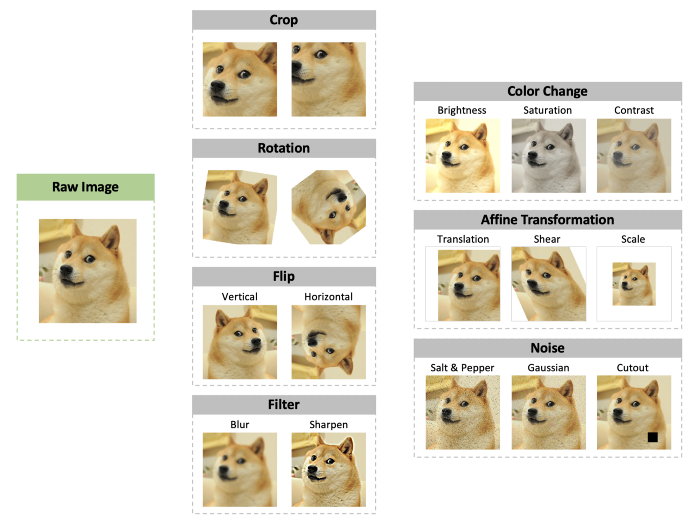 Raw Image
Crop
Rotation
Flip
Vertical Horizontal
Filter
Blur Sharpen
Color Change
Brightness Saturation Contrast
Affine Transformation
Translation Shear Scale
Noise
Salt & Pepper Gaussian Cutout